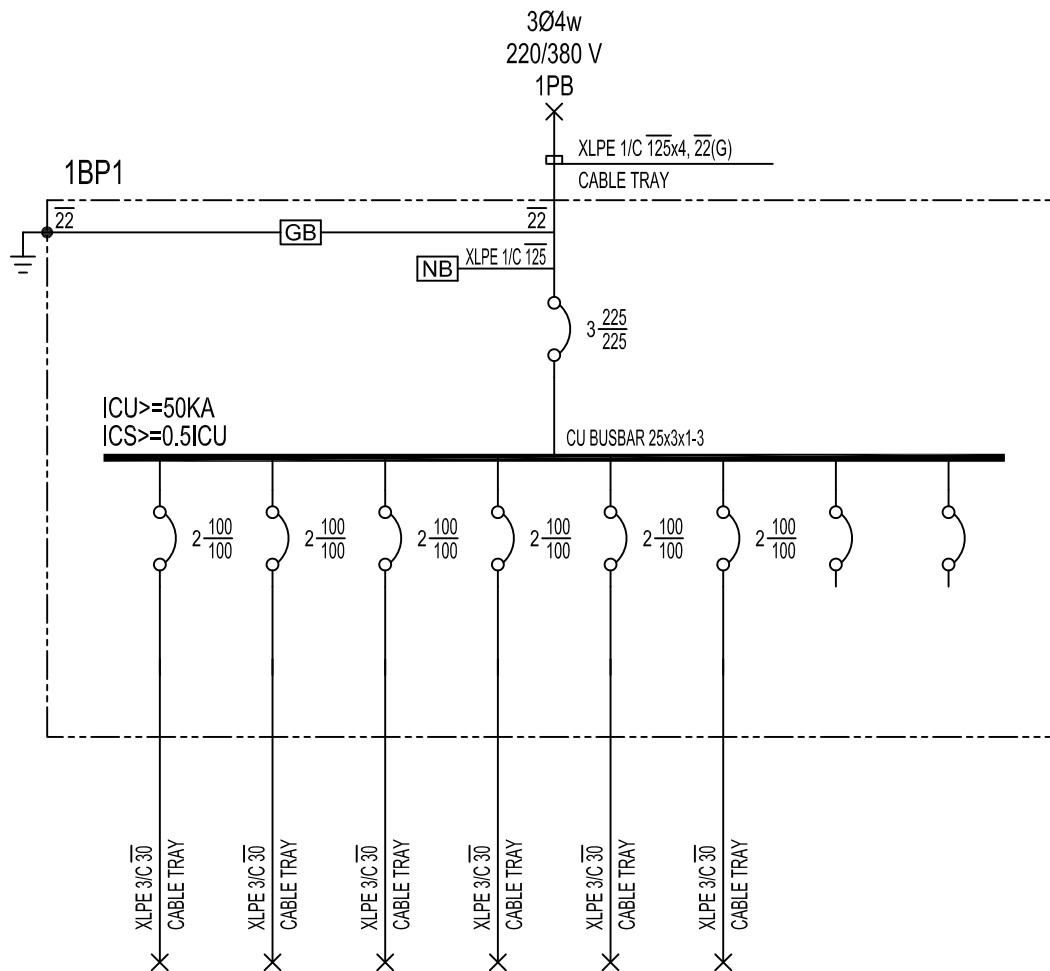 3Ø4w
220/380 V
1PB
XLPE 1/C 125x4, 22(G)
CABLE TRAY
1BP1
22
GB
22
NB
XLPE 1/C 125
3 225/225
ICU>=50KA
ICS>=0.5ICU
CU BUSBAR 25x3x1-3
2 100/100
2 100/100
2 100/100
2 100/100
2 100/100
2 100/100
XLPE 3/C 30
CABLE TRAY
XLPE 3/C 30
CABLE TRAY
XLPE 3/C 30
CABLE TRAY
XLPE 3/C 30
CABLE TRAY
XLPE 3/C 30
CABLE TRAY
XLPE 3/C 30
CABLE TRAY